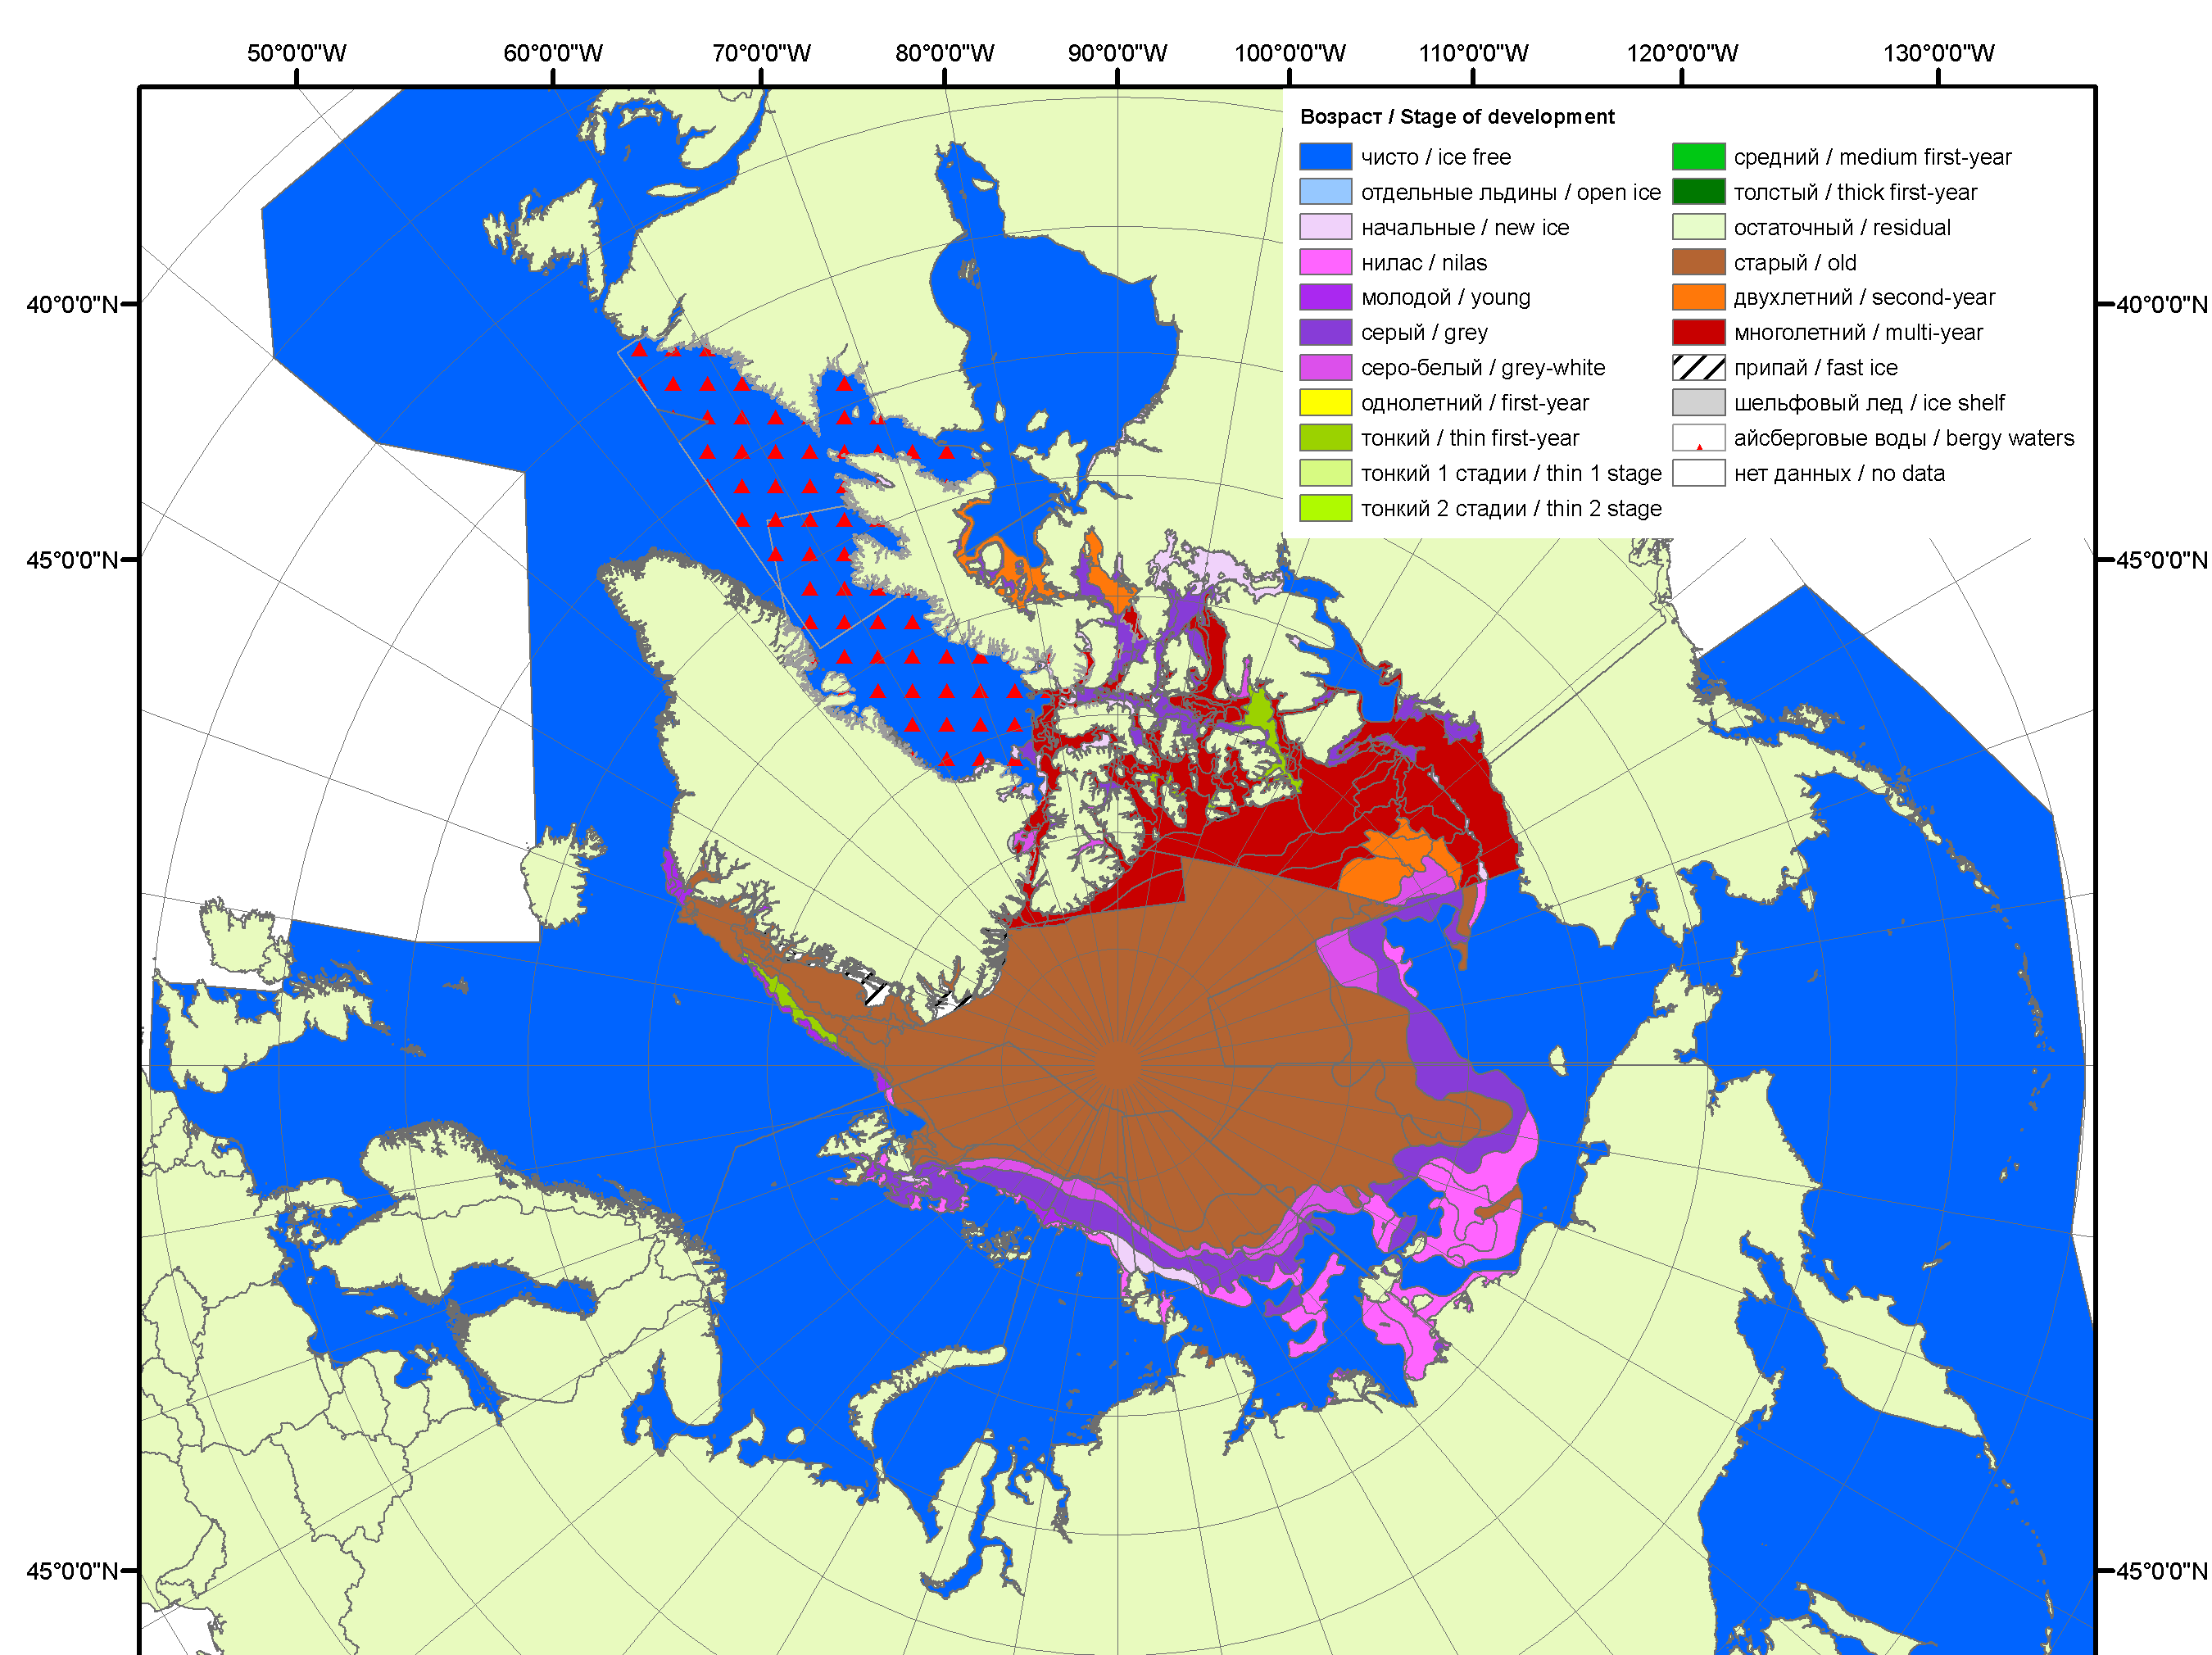 50°0'0"W 60°0'0"W 70°0'0"W 80°0'0"W 90°0'0"W 100°0'0"W 110°0'0"W 120°0'0"W 130°0'0"W
Возраст / Stage of development
чисто / ice free
отдельные льдины / open ice
начальные / new ice
нилас / nilas
молодой / young
серый / grey
серо-белый / grey-white
однолетний / first-year
тонкий / thin first-year
тонкий 1 стадии / thin 1 stage
тонкий 2 стадии / thin 2 stage
средний / medium first-year
толстый / thick first-year
остаточный / residual
старый / old
двухлетний / second-year
многолетний / multi-year
припай / fast ice
шельфовый лед / ice shelf
айсберговые воды / bergy waters
нет данных / no data
40°0'0"N 40°0'0"N
45°0'0"N 45°0'0"N
45°0'0"N 45°0'0"N